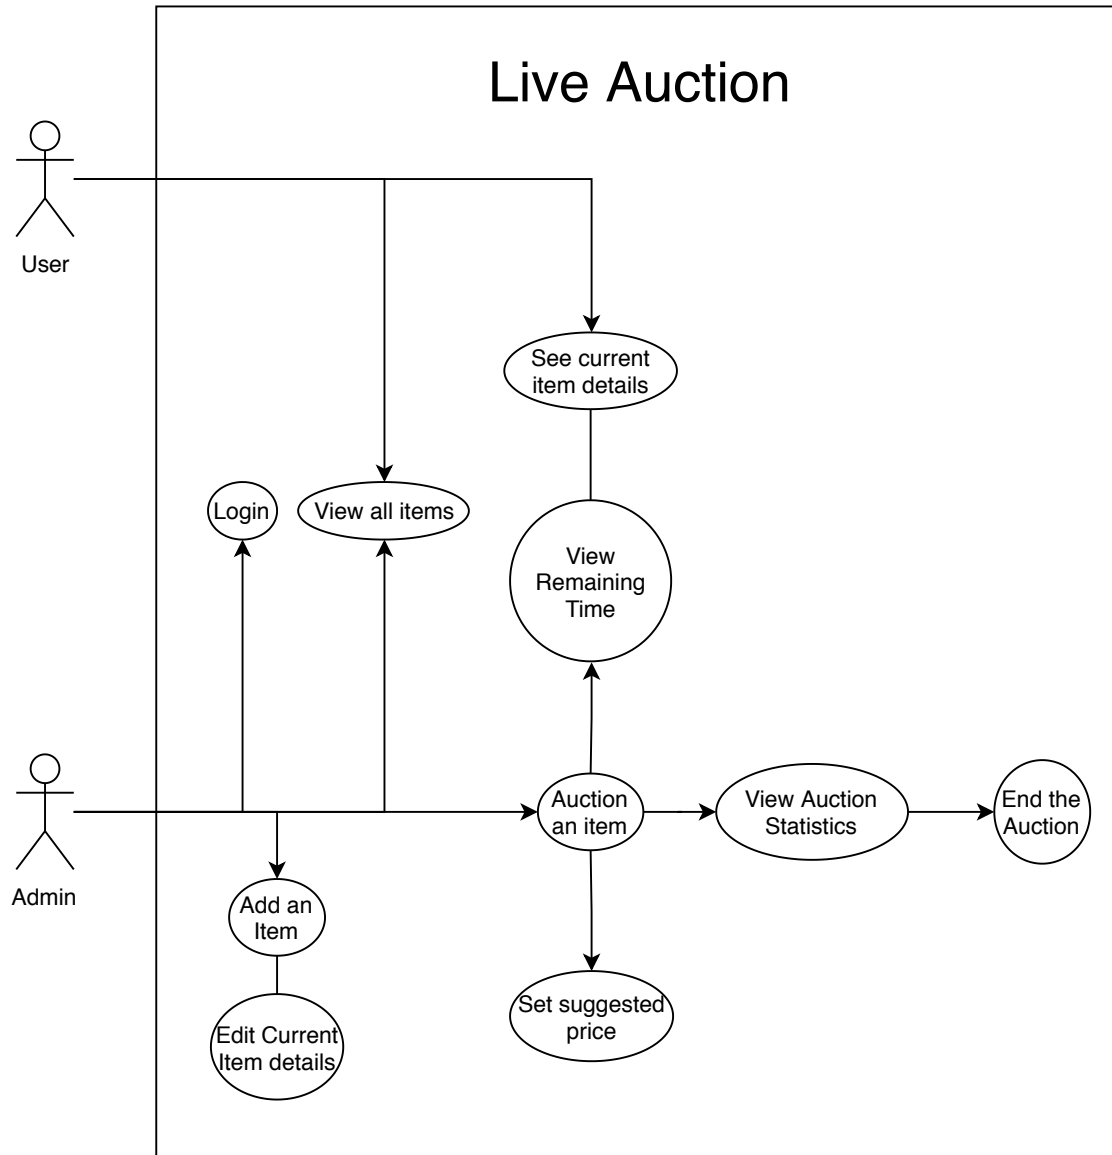 Live Auction
User
See current
item details
Login
View all items
View
Remaining
Time
Admin
Auction
an item
View Auction
Statistics
End the
Auction
Add an
Item
Set suggested
price
Edit Current
Item details